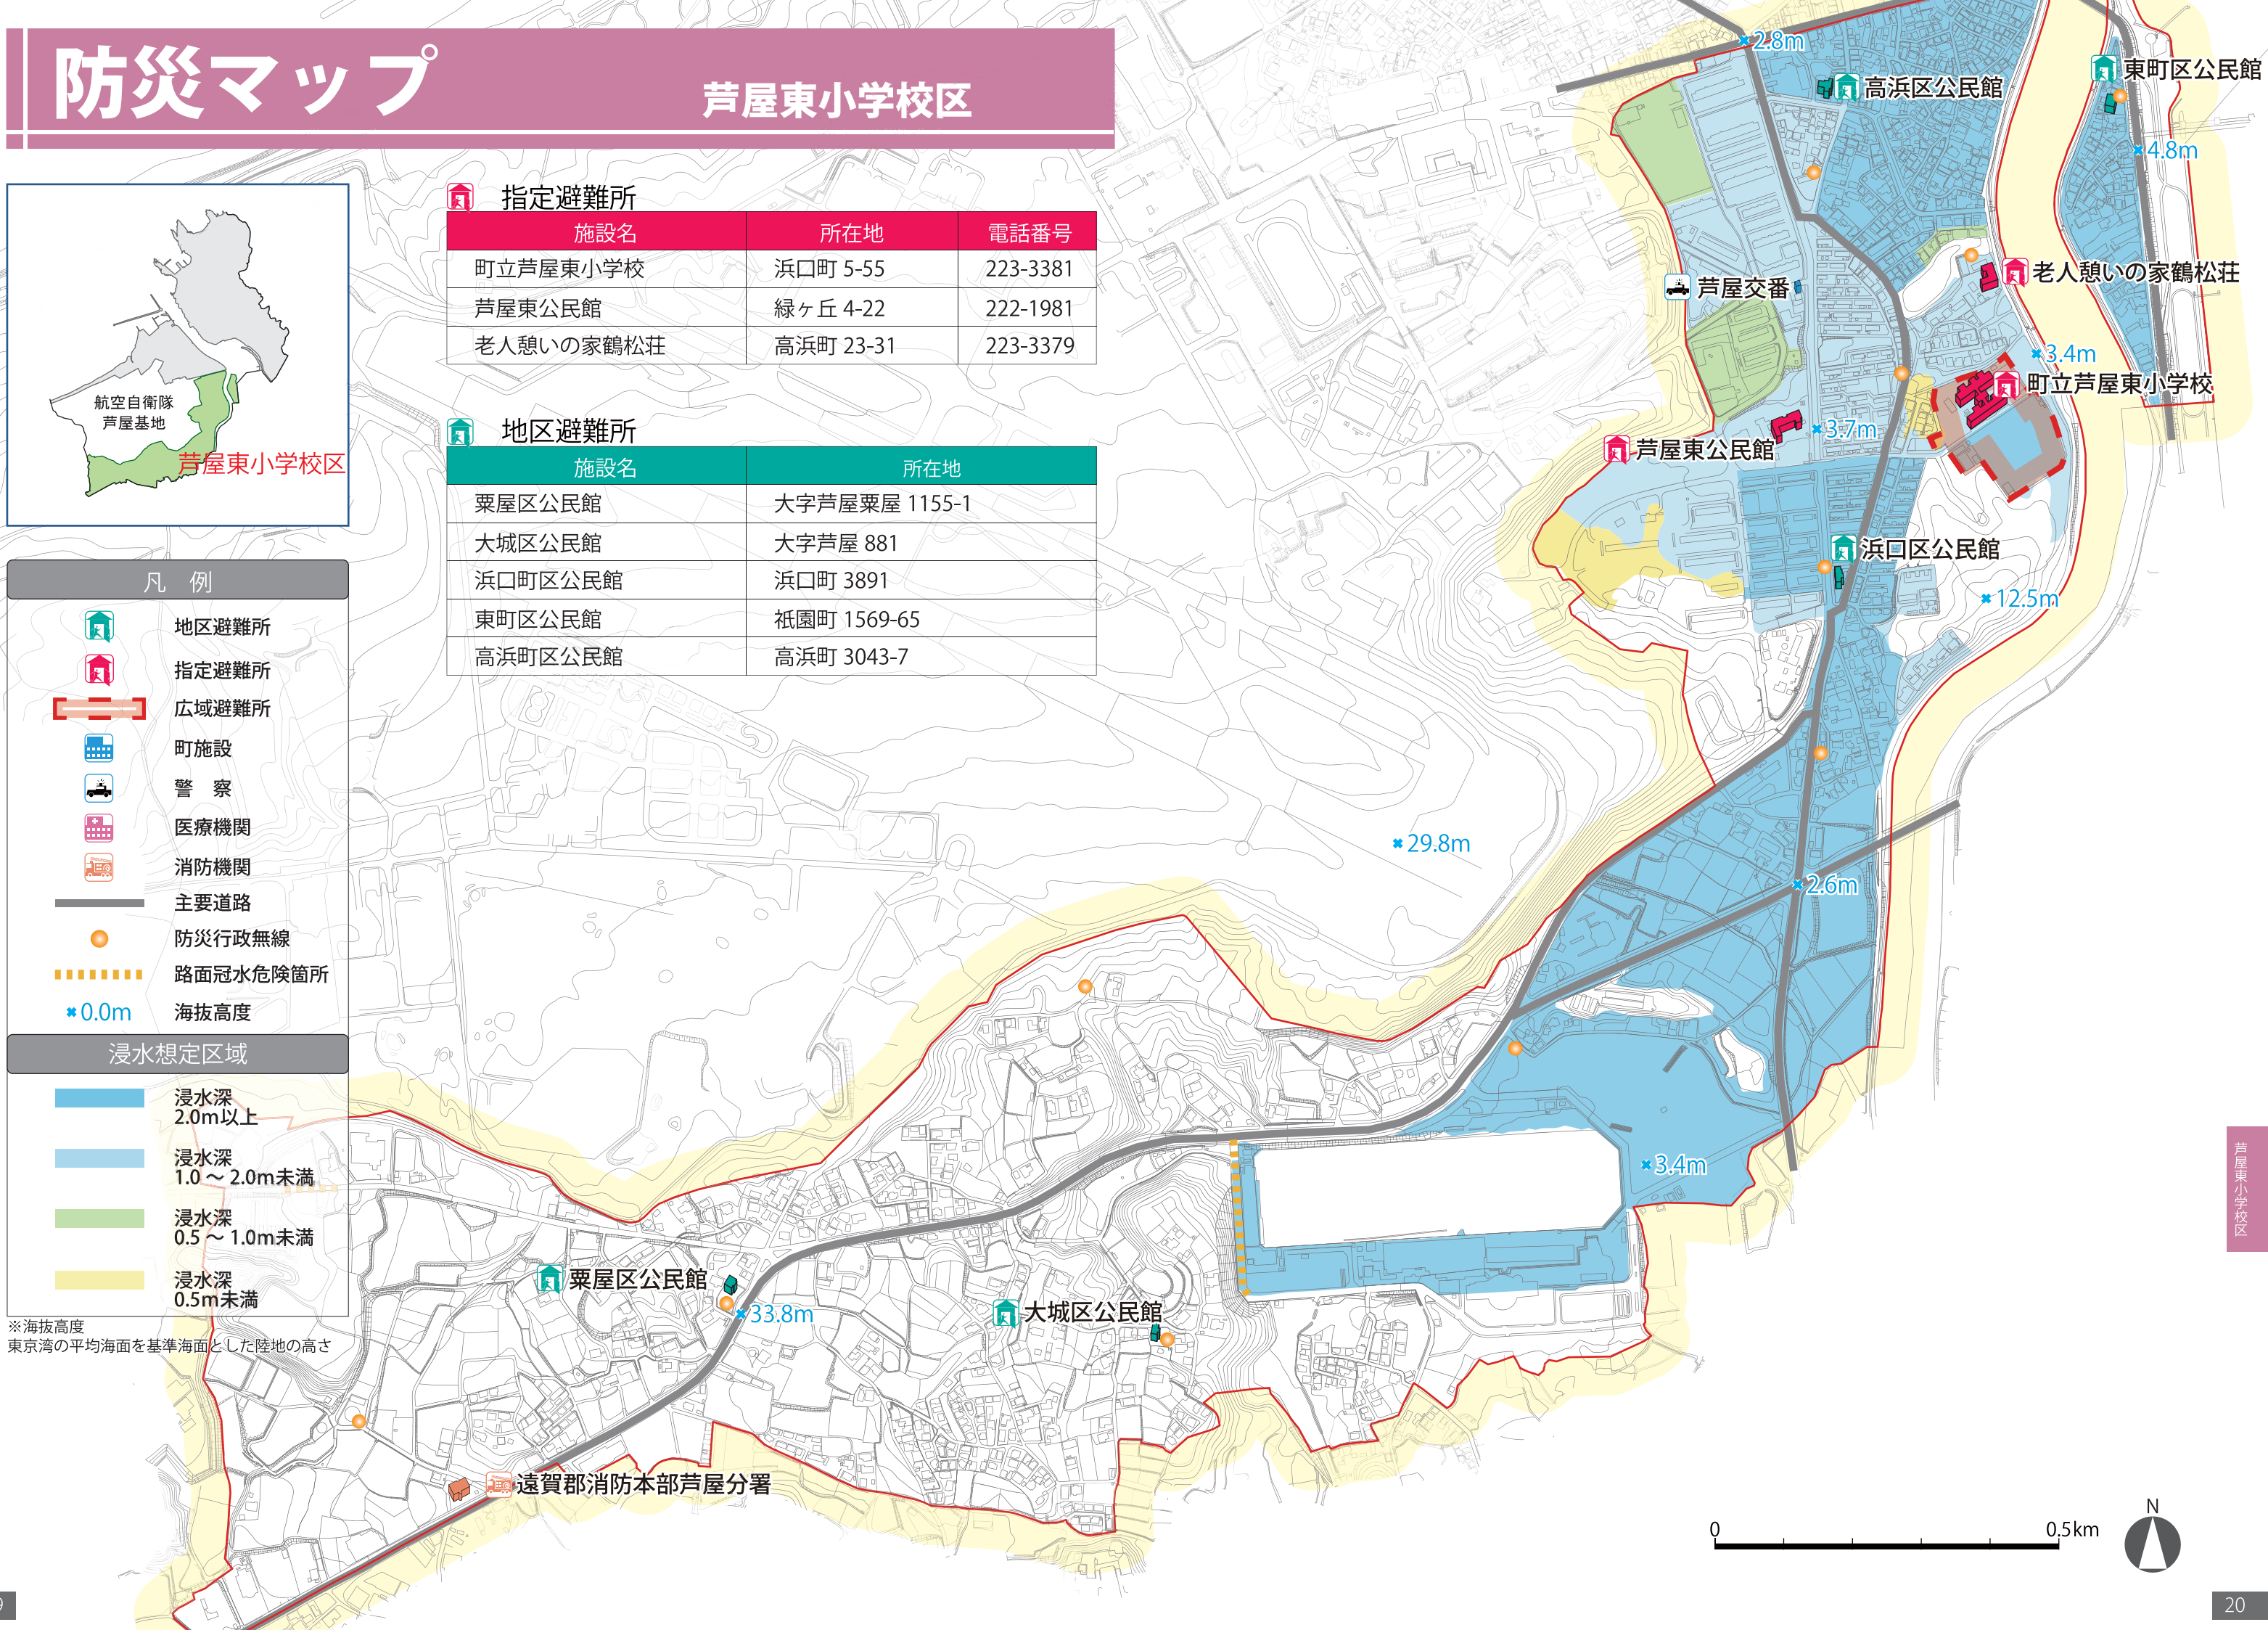 防災マップ
芦屋東小学校区
航空自衛隊
芦屋基地
芦屋東小学校区
指定避難所
施設名 所在地 電話番号
町立芦屋東小学校 浜口町 5-55 223-3381
芦屋東公民館 緑ヶ丘 4-22 222-1981
老人憩いの家鶴松荘 高浜町 23-31 223-3379
地区避難所
施設名 所在地
粟屋区公民館 大字芦屋粟屋 1155-1
大城区公民館 大字芦屋 881
浜口町区公民館 浜口町 3891
東町区公民館 祇園町 1569-65
高浜町区公民館 高浜町 3043-7
凡 例
地区避難所
指定避難所
広域避難所
町施設
警 察
医療機関
消防機関
主要道路
防災行政無線
路面冠水危険箇所
0.0m 海抜高度
浸水想定区域
浸水深
2.0m以上
浸水深
1.0～2.0m未満
浸水深
0.5～1.0m未満
浸水深
0.5m未満
※海抜高度
東京湾の平均海面を基準海面とした陸地の高さ
2.8m
高浜区公民館
東町区公民館
4.8m
老人憩いの家鶴松荘
芦屋交番
3.4m
町立芦屋東小学校
3.7m
芦屋東公民館
浜口区公民館
12.5m
29.8m
2.6m
3.4m
粟屋区公民館
33.8m
大城区公民館
遠賀郡消防本部芦屋分署
芦屋東小学校区
0 0.5km
N
20